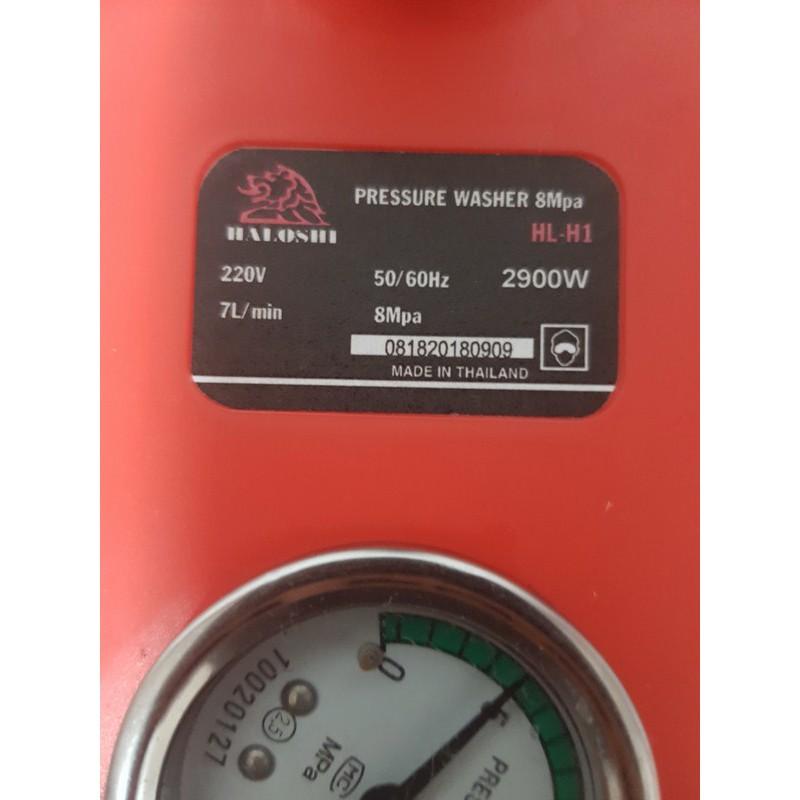 PRESSURE WASHER 8Mpa
HALOSHI
HL-H1
220V 50/60Hz 2900W
7L/min 8Mpa
081820180909
MADE IN THAILAND
0
5
10020127
2.5
MPa
MC